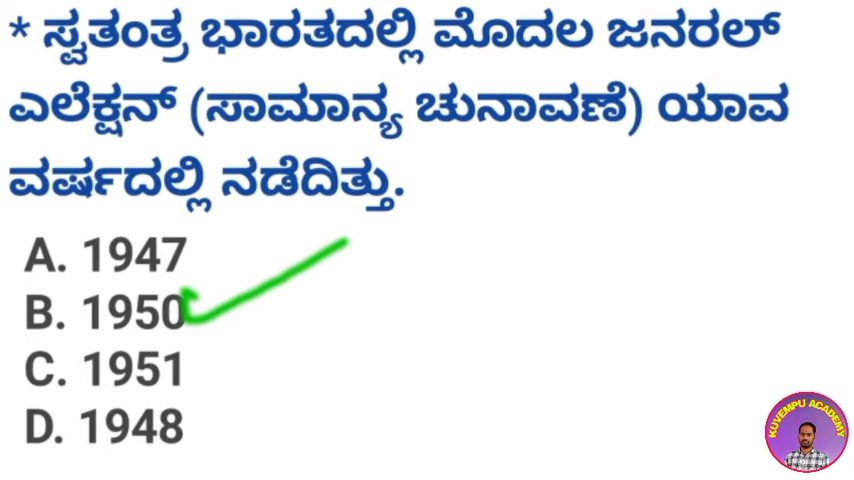 * ಸ್ವತಂತ್ರ ಭಾರತದಲ್ಲಿ ಮೊದಲ ಜನರಲ್
ಎಲೆಕ್ಷನ್ (ಸಾಮಾನ್ಯ ಚುನಾವಣೆ) ಯಾವ
ವರ್ಷದಲ್ಲಿ ನಡೆದಿತ್ತು.
A. 1947
B. 1950
C. 1951
D. 1948
KUVEMPU ACADEMY